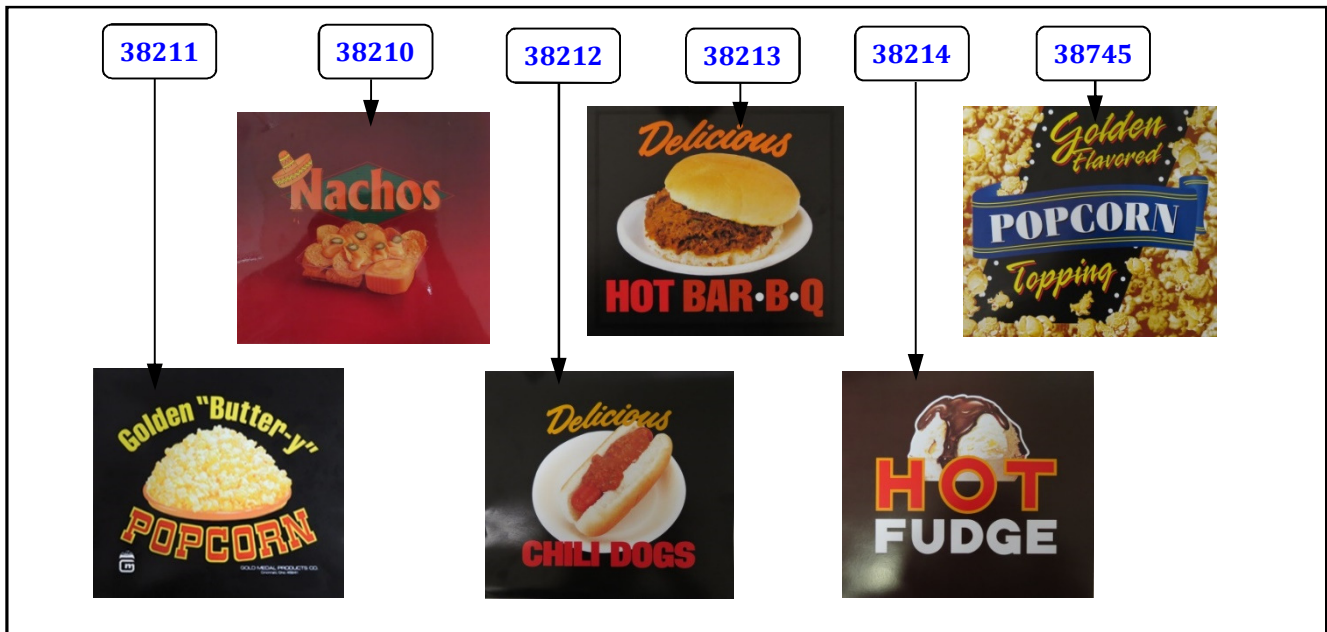 38211
38210
38212
38213
38214
38745
Nachos
Delicious
HOT BAR•B•Q
Golden
Flavored
POPCORN
Topping
Golden "Butter-y"
POPCORN
GOLD MEDAL PRODUCTS CO.
Delicious
CHILI DOGS
HOT
FUDGE